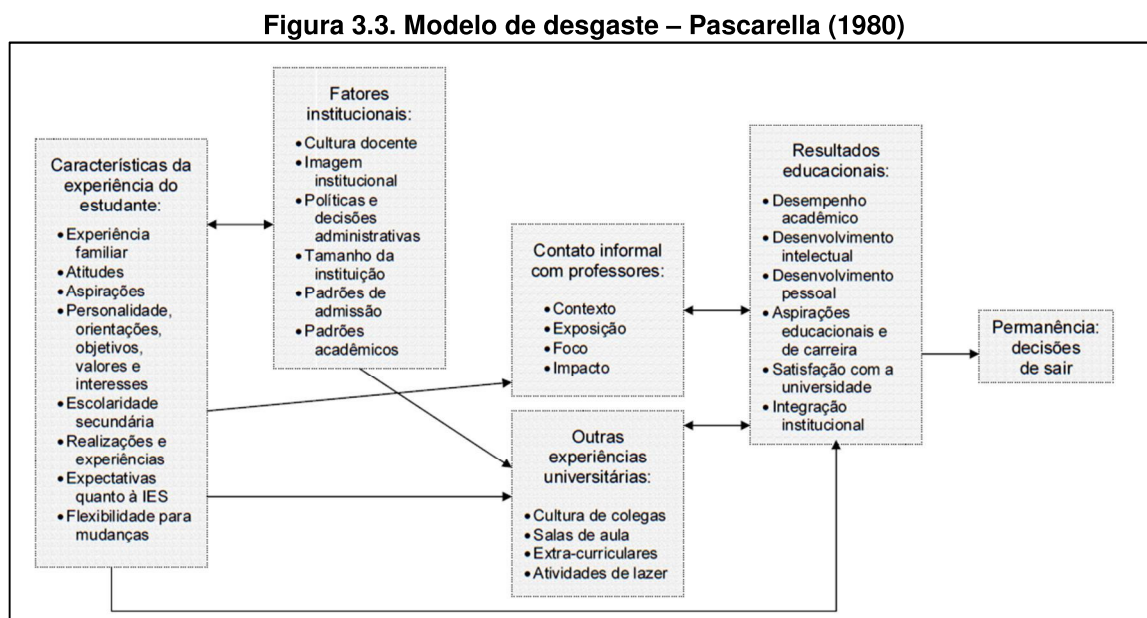 Figura 3.3. Modelo de desgaste – Pascarella (1980)
Características da
experiência do
estudante:
• Experiência
familiar
• Atitudes
• Aspirações
• Personalidade,
orientações,
objetivos,
valores e
interesses
• Escolaridade
secundária
• Realizações e
experiências
• Expectativas
quanto à IES
• Flexibilidade para
mudanças
Fatores
institucionais:
• Cultura docente
• Imagem
institucional
• Políticas e
decisões
administrativas
• Tamanho da
instituição
• Padrões de
admissão
• Padrões
acadêmicos
Contato informal
com professores:
• Contexto
• Exposição
• Foco
• Impacto
Outras
experiências
universitárias:
• Cultura de colegas
• Salas de aula
• Extra-curriculares
• Atividades de lazer
Resultados
educacionais:
• Desempenho
acadêmico
• Desenvolvimento
intelectual
• Desenvolvimento
pessoal
• Aspirações
educacionais e
de carreira
• Satisfação com a
universidade
• Integração
institucional
Permanência:
decisões
de sair